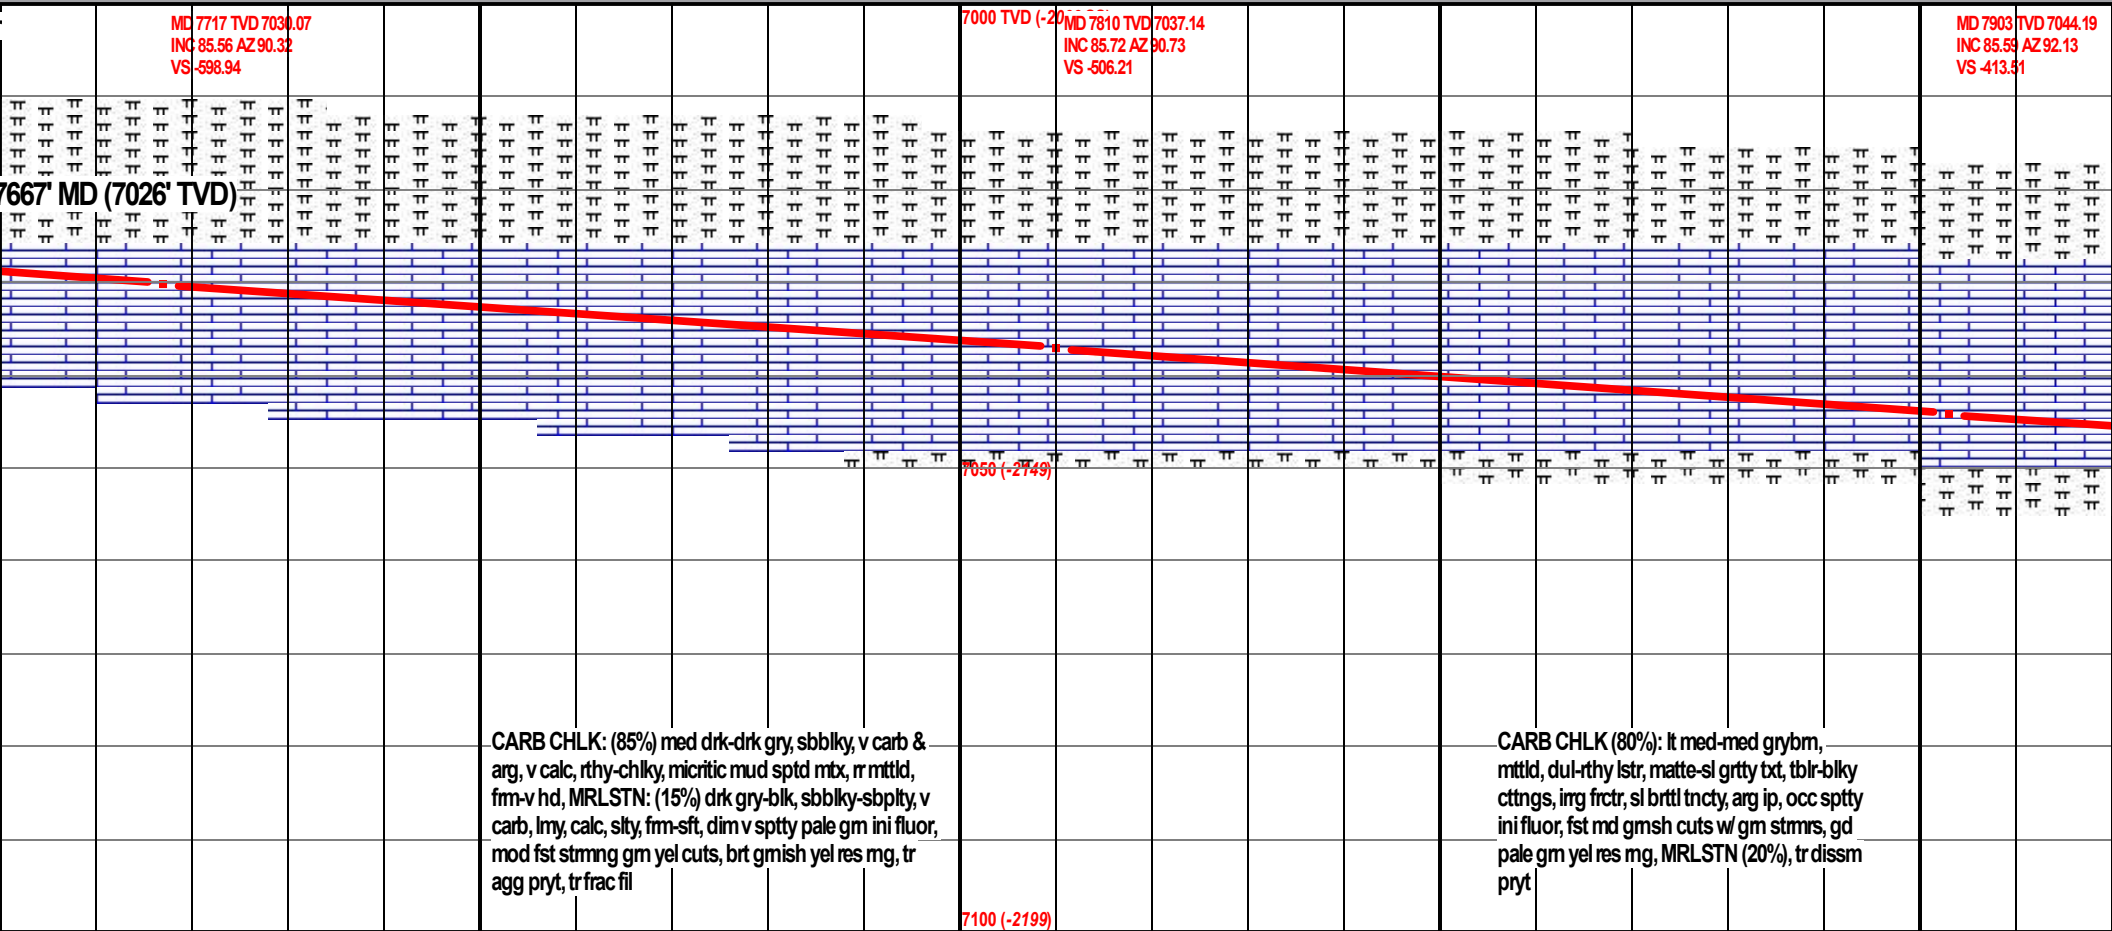 MD 7717 TVD 7030.07
INC 85.56 AZ 90.32
VS -598.94
7000 TVD (-20
MD 7810 TVD 7037.14
INC 85.72 AZ 90.73
VS -506.21
MD 7903 TVD 7044.19
INC 85.59 AZ 92.13
VS -413.51
7667' MD (7026' TVD)
7050 (-2149)
CARB CHLK: (85%) med drk-drk gry, sbblky, v carb &
arg, v calc, rthy-chlky, micritic mud sptd mtx, rr mttld,
frm-v hd, MRLSTN: (15%) drk gry-blk, sbblky-sbplty, v
carb, lmy, calc, slty, frm-sft, dim v sptty pale grn ini fluor,
mod fst strmng grn yel cuts, brt grnish yel res rng, tr
agg pryt, tr frac fil
CARB CHLK (80%): lt med-med grybrn,
mttld, dul-rthy lstr, matte-sl grtty txt, tblr-blky
cttngs, irrg frctr, sl brttl tncty, arg ip, occ sptty
ini fluor, fst md grnsh cuts w/ grn strmrs, gd
pale grn yel res rng, MRLSTN (20%), tr dissm
pryt
7100 (-2199)